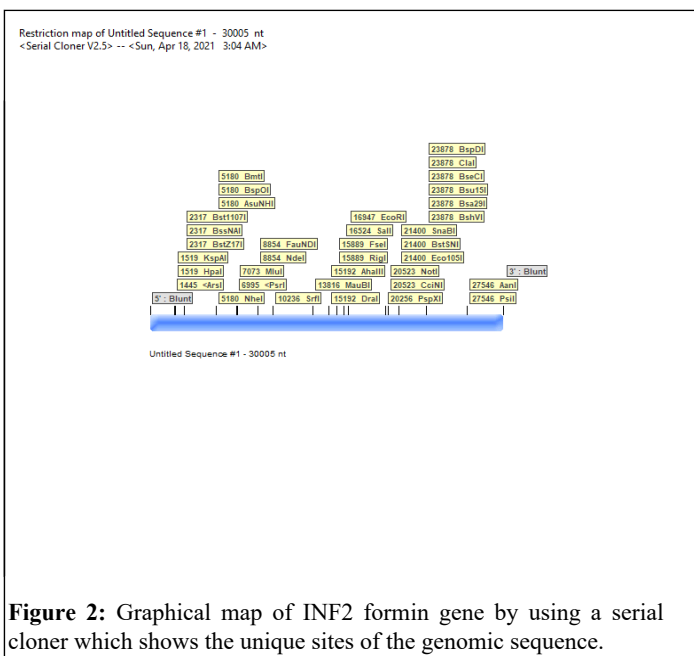 Restriction map of Untitled Sequence #1 - 30005 nt
<Serial Cloner V2.5> -- <Sun, Apr 18, 2021 3:04 AM>
23878 BspDI
23878 ClaI
5180 BmtI
23878 BseCI
5180 BspOI
23878 Bsu15I
5180 AsuNHI
23878 Bsa29I
2317 Bst1107I
16947 EcoRI
23878 BshVI
2317 BssNAI
16524 SalI
21400 SnaBI
2317 BstZ17I
8854 FauNDI
15889 FseI
21400 BstSNI
1519 KspAI
8854 NdeI
15889 RigI
21400 Eco105I
1519 HpaI
7073 MluI
15192 AhaIII
20523 NotI
3' : Blunt
1445 <ArsI
6995 <PsrI
13816 MauBI
20523 CciNI
27546 AanI
5' : Blunt
5180 NheI
10236 SrfI
15192 DraI
20256 PspXI
27546 PsiI
Untitled Sequence #1 - 30005 nt
Figure 2: Graphical map of INF2 formin gene by using a serial
cloner which shows the unique sites of the genomic sequence.